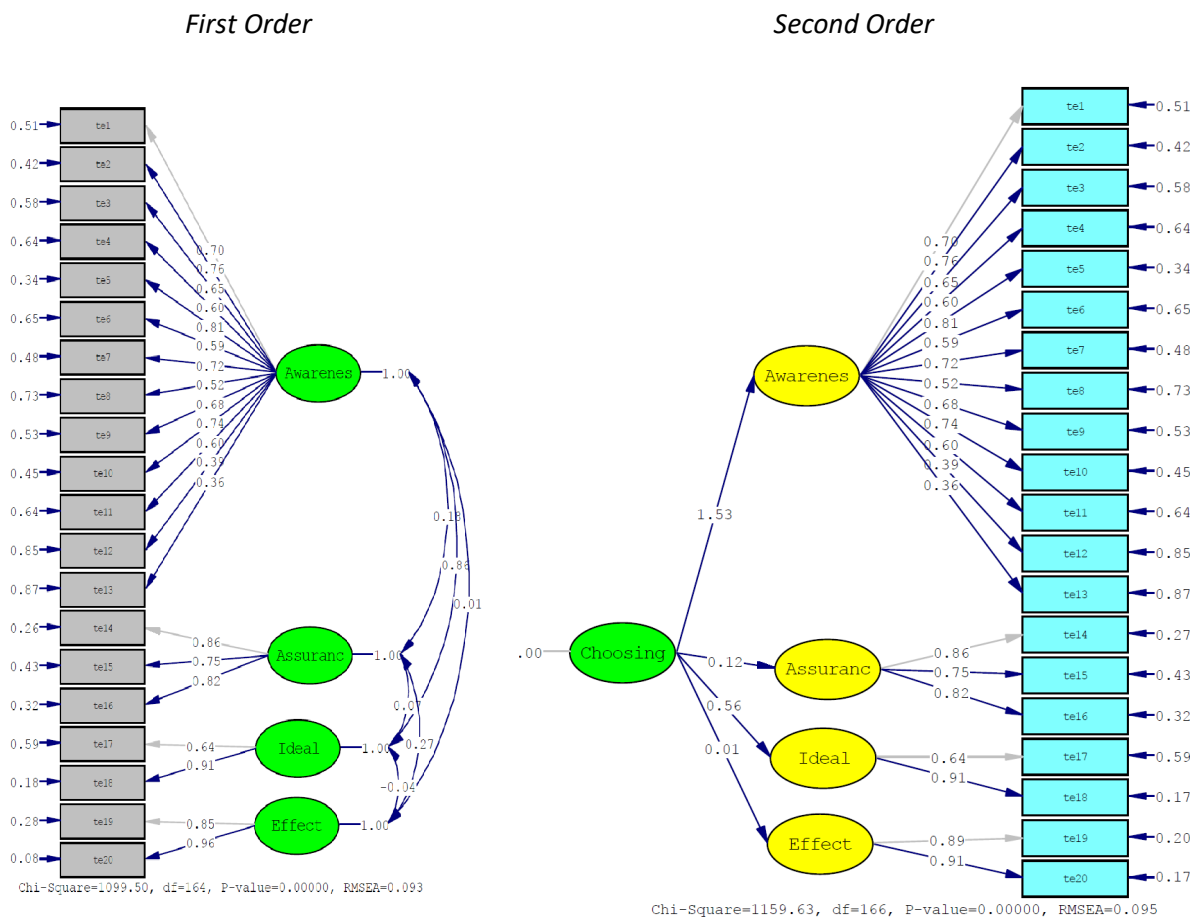 First Order
Second Order
0.51 te1
0.42 te2
0.58 te3
0.64 te4
0.34 te5
0.65 te6
0.48 te7
0.73 te8
0.53 te9
0.45 te10
0.64 te11
0.85 te12
0.87 te13
0.26 te14
0.43 te15
0.32 te16
0.59 te17
0.18 te18
0.28 te19
0.08 te20
0.70
0.76
0.65
0.60
0.81
0.59
0.72
0.52
0.68
0.74
0.60
0.39
0.36
0.86
0.75
0.82
0.64
0.91
0.85
0.96
Awarenes 1.00
Assuranc 1.00
Ideal 1.00
Effect 1.00
0.18
0.86
0.01
0.07
0.27
-0.04
Chi-Square=1099.50, df=164, P-value=0.00000, RMSEA=0.093
.00 Choosing
1.53
0.12
0.56
0.01
Awarenes
Assuranc
Ideal
Effect
0.70
0.76
0.65
0.60
0.81
0.59
0.72
0.52
0.68
0.74
0.60
0.39
0.36
0.86
0.75
0.82
0.64
0.91
0.89
0.91
te1 0.51
te2 0.42
te3 0.58
te4 0.64
te5 0.34
te6 0.65
te7 0.48
te8 0.73
te9 0.53
te10 0.45
te11 0.64
te12 0.85
te13 0.87
te14 0.27
te15 0.43
te16 0.32
te17 0.59
te18 0.17
te19 0.20
te20 0.17
Chi-Square=1159.63, df=166, P-value=0.00000, RMSEA=0.095